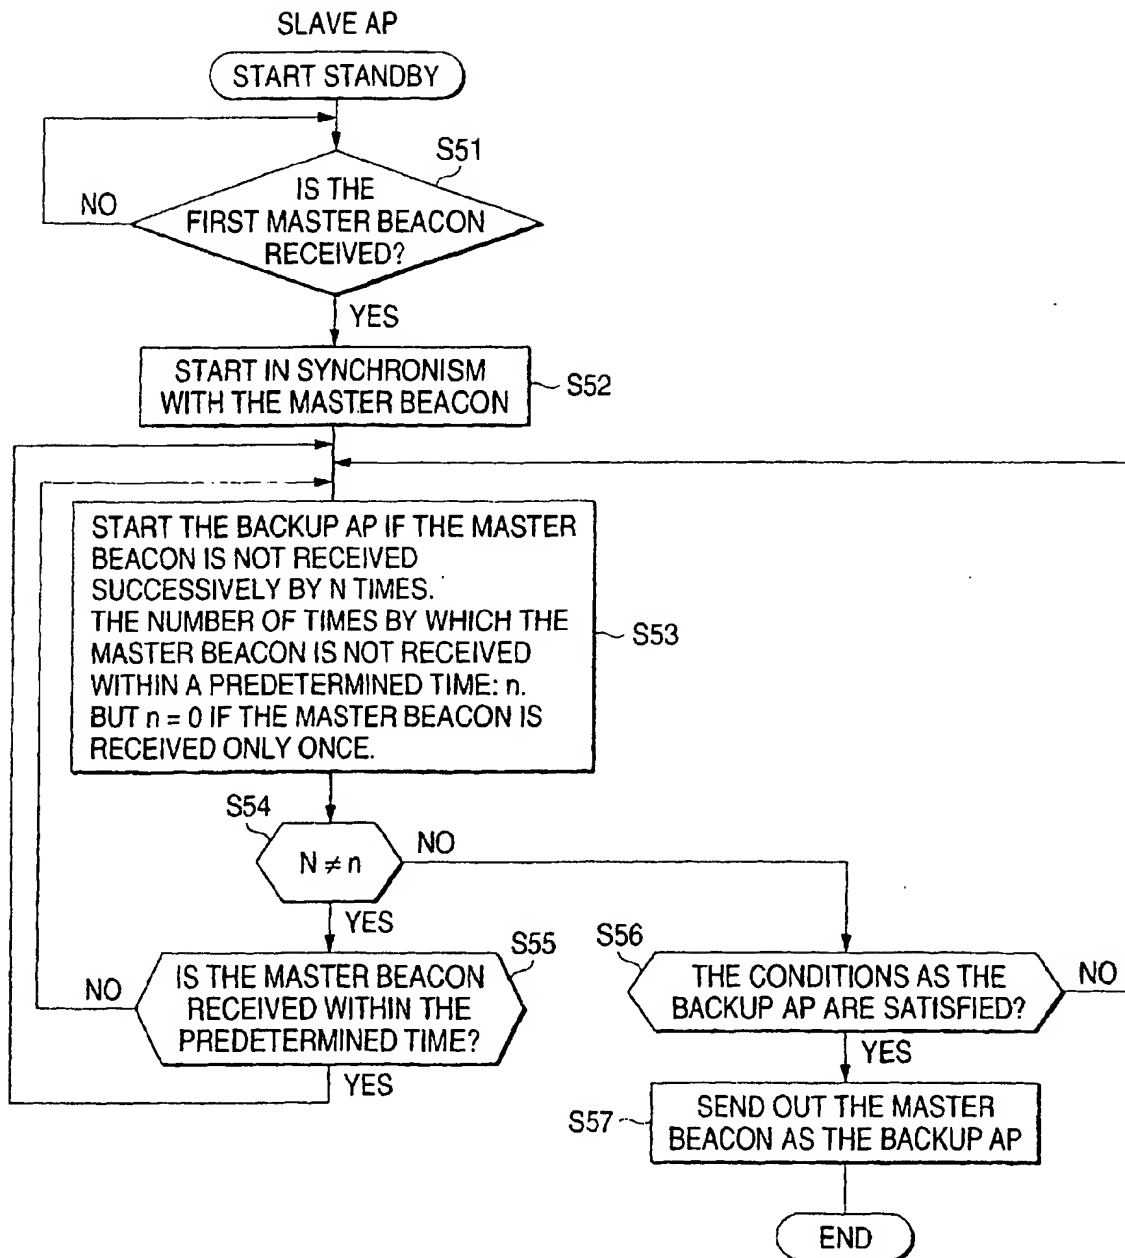 SLAVE AP
START STANDBY
S51
IS THE
FIRST MASTER BEACON
RECEIVED?
NO
YES
START IN SYNCHRONISM
WITH THE MASTER BEACON
S52
START THE BACKUP AP IF THE MASTER
BEACON IS NOT RECEIVED
SUCCESSIVELY BY N TIMES.
THE NUMBER OF TIMES BY WHICH THE
MASTER BEACON IS NOT RECEIVED
WITHIN A PREDETERMINED TIME: n.
BUT n = 0 IF THE MASTER BEACON IS
RECEIVED ONLY ONCE.
S53
S54
N ≠ n
NO
YES
S55
IS THE MASTER BEACON
RECEIVED WITHIN THE
PREDETERMINED TIME?
NO
YES
S56
THE CONDITIONS AS THE
BACKUP AP ARE SATISFIED?
NO
YES
S57
SEND OUT THE MASTER
BEACON AS THE BACKUP AP
END